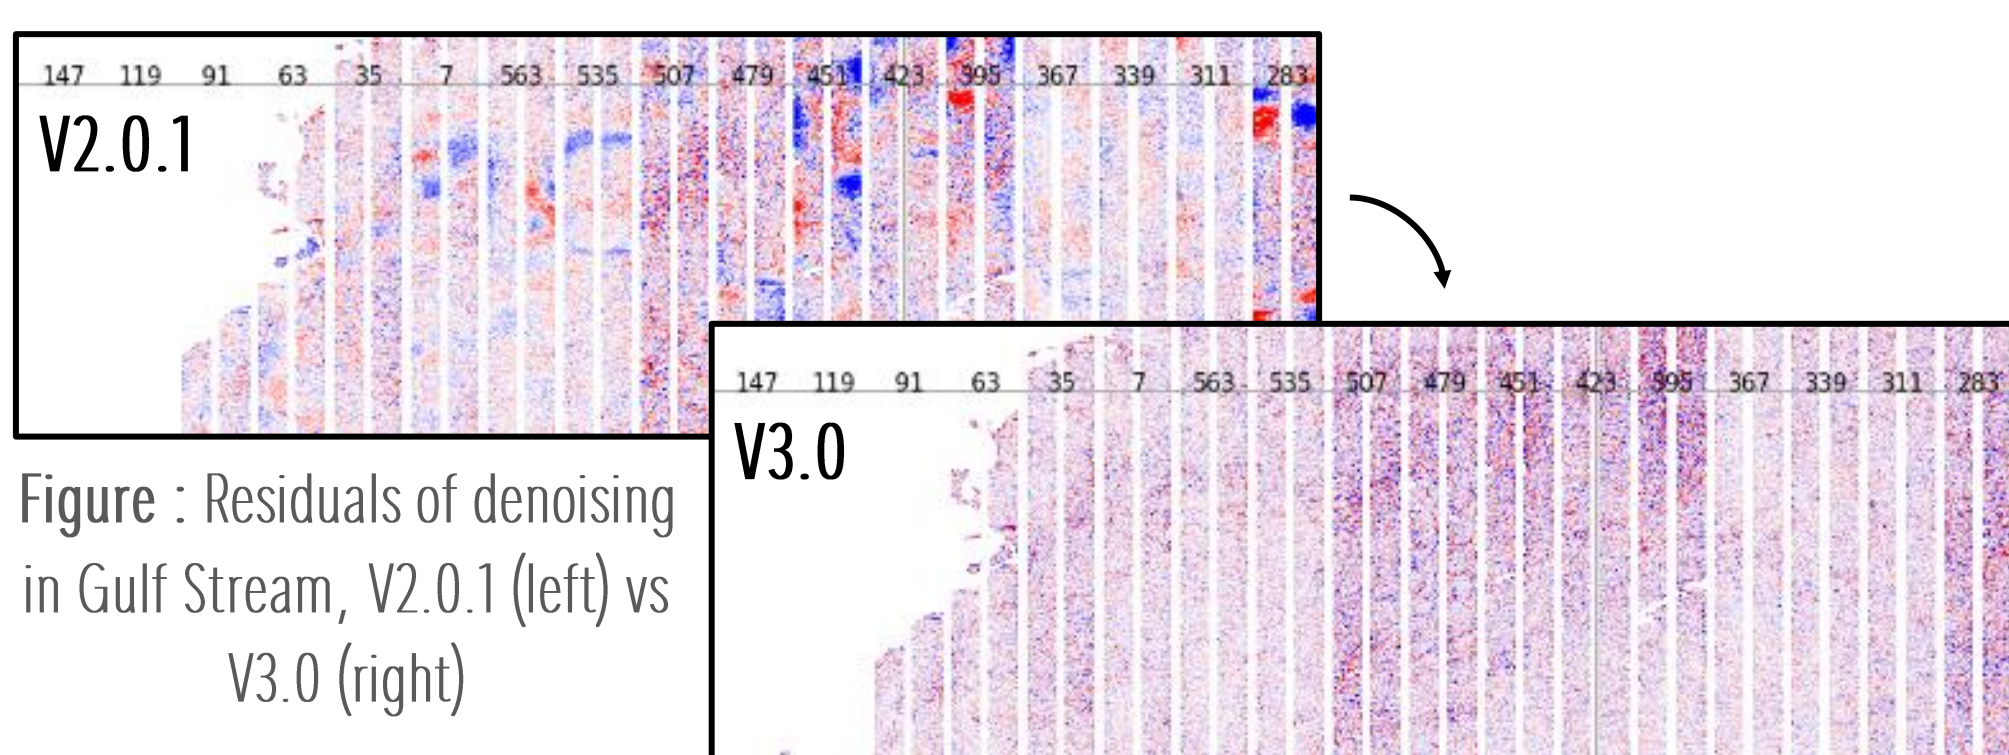 147 119 91 63 35 7 563 535 507 479 451 423 395 367 339 311 283
V2.0.1
147 119 91 63 35 7 563 535 507 479 451 423 395 367 339 311 283
V3.0
Figure : Residuals of denoising
in Gulf Stream, V2.0.1 (left) vs
V3.0 (right)